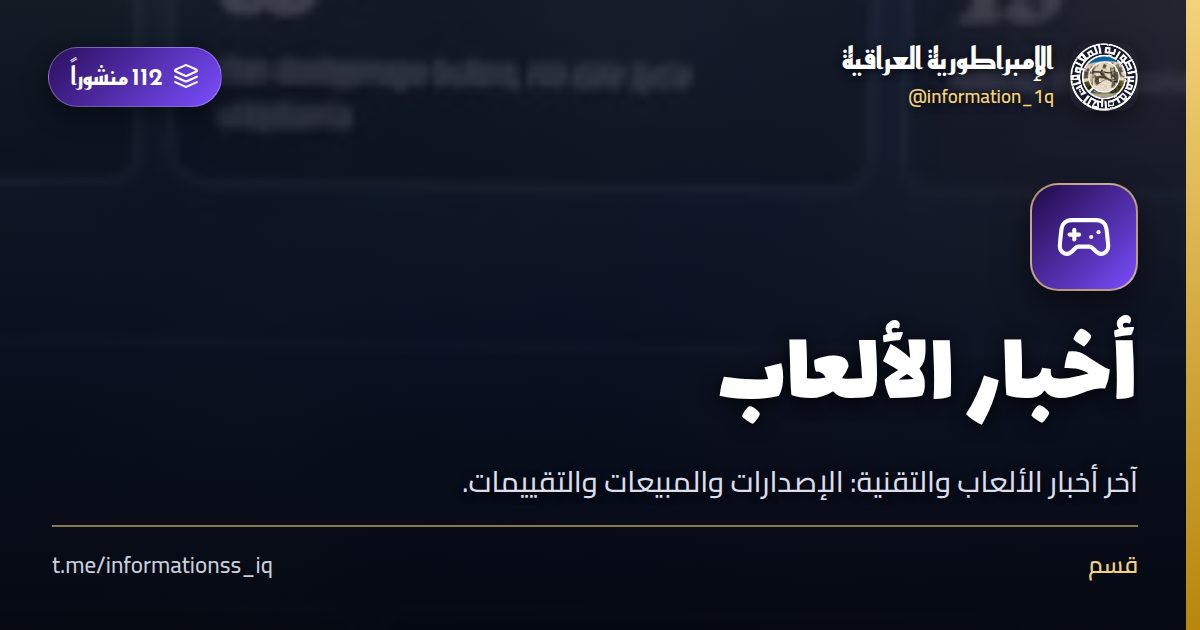 الإمبراطورية العراقية
@information_1q
112 منشوراً
أخبار الألعاب
آخر أخبار الألعاب والتقنية: الإصدارات والمبيعات والتقييمات.
قسم
t.me/informationss_iq